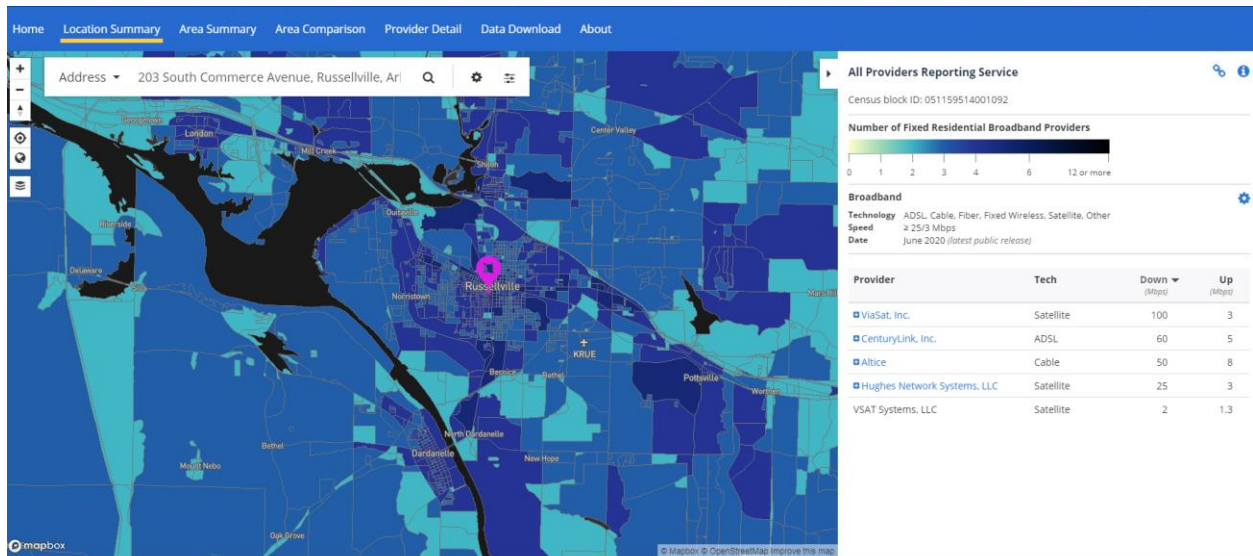 Home Location Summary Area Summary Area Comparison Provider Detail Data Download About
Address 203 South Commerce Avenue, Russellville, Ar
London
Mill Creek
Center Valley
Shiloh
Quitaville
Riverside
Delaware
Russellville
Norristown
KRUE
Bernice
Bethel
Pottsville
North Dardanelle
Dardanelle
New Hope
Bethel
Mount Nebo
Oak Grove
mapbox
© Mapbox © OpenStreetMap Improve this map
All Providers Reporting Service
Census block ID: 051159514001092
Number of Fixed Residential Broadband Providers
0 1 2 3 4 6 12 or more
Broadband
Technology ADSL, Cable, Fiber, Fixed Wireless, Satellite, Other
Speed ≥ 25/3 Mbps
Date June 2020 (latest public release)
Provider Tech Down Up
(Mbps) (Mbps)
ViaSat, Inc. Satellite 100 3
CenturyLink, Inc. ADSL 60 5
Altice Cable 50 8
Hughes Network Systems, LLC Satellite 25 3
VSAT Systems, LLC Satellite 2 1.3